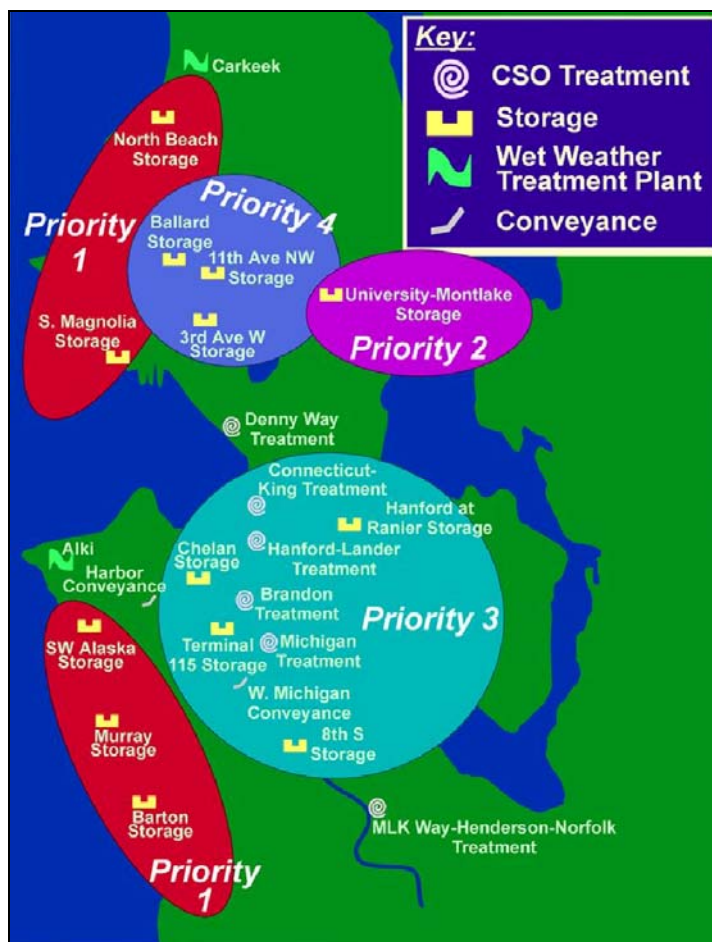 Key:
CSO Treatment
Storage
Wet Weather
Treatment Plant
Conveyance
Carkeek
North Beach
Storage
Priority
1
Priority 4
Ballard
Storage
11th Ave NW
Storage
3rd Ave W
Storage
S. Magnolia
Storage
University-Montlake
Storage
Priority 2
Denny Way
Treatment
Connecticut-
King Treatment
Hanford at
Ranier Storage
Hanford-Lander
Treatment
Chelan
Storage
Alki
Harbor
Conveyance
Brandon
Treatment
Priority 3
SW Alaska
Storage
Terminal
115 Storage
Michigan
Treatment
W. Michigan
Conveyance
Murray
Storage
8th S
Storage
Barton
Storage
MLK Way-Henderson-Norfolk
Treatment
Priority
1